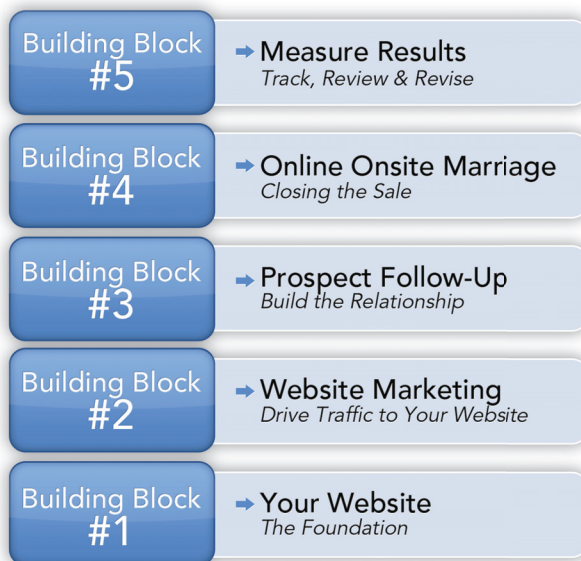 Building Block
#5
Measure Results
Track, Review & Revise
Building Block
#4
Online Onsite Marriage
Closing the Sale
Building Block
#3
Prospect Follow-Up
Build the Relationship
Building Block
#2
Website Marketing
Drive Traffic to Your Website
Building Block
#1
Your Website
The Foundation